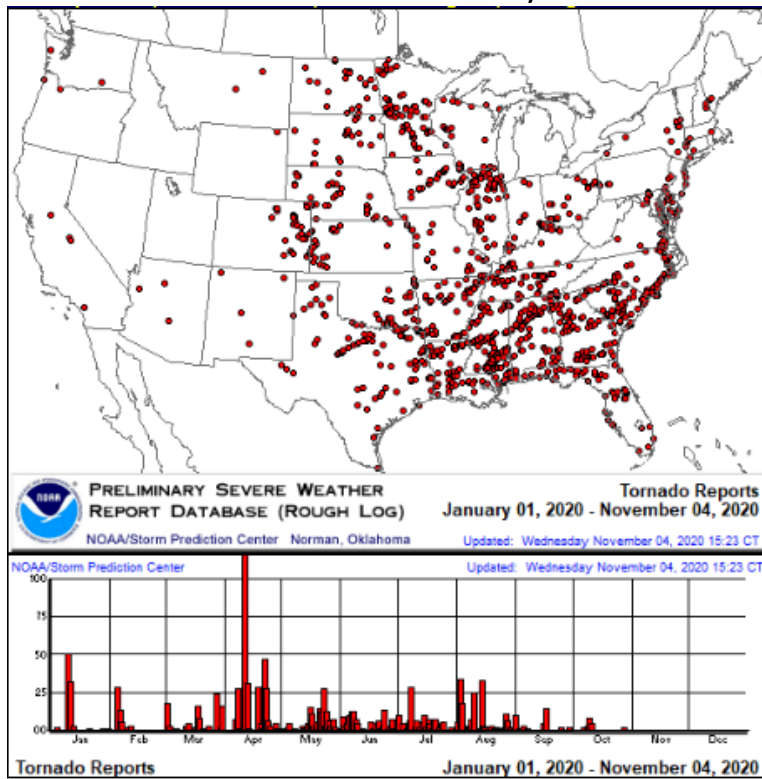 NOAA
PRELIMINARY SEVERE WEATHER
REPORT DATABASE (ROUGH LOG)
NOAA/Storm Prediction Center Norman, Oklahoma
Tornado Reports
January 01, 2020 - November 04, 2020
Updated: Wednesday November 04, 2020 15:23 CT
NOAA/Storm Prediction Center
Updated: Wednesday November 04, 2020 15:23 CT
100
75
50
25
00
Jan Feb Mar Apr May Jun Jul Aug Sep Oct Nov Dec
Tornado Reports
January 01, 2020 - November 04, 2020